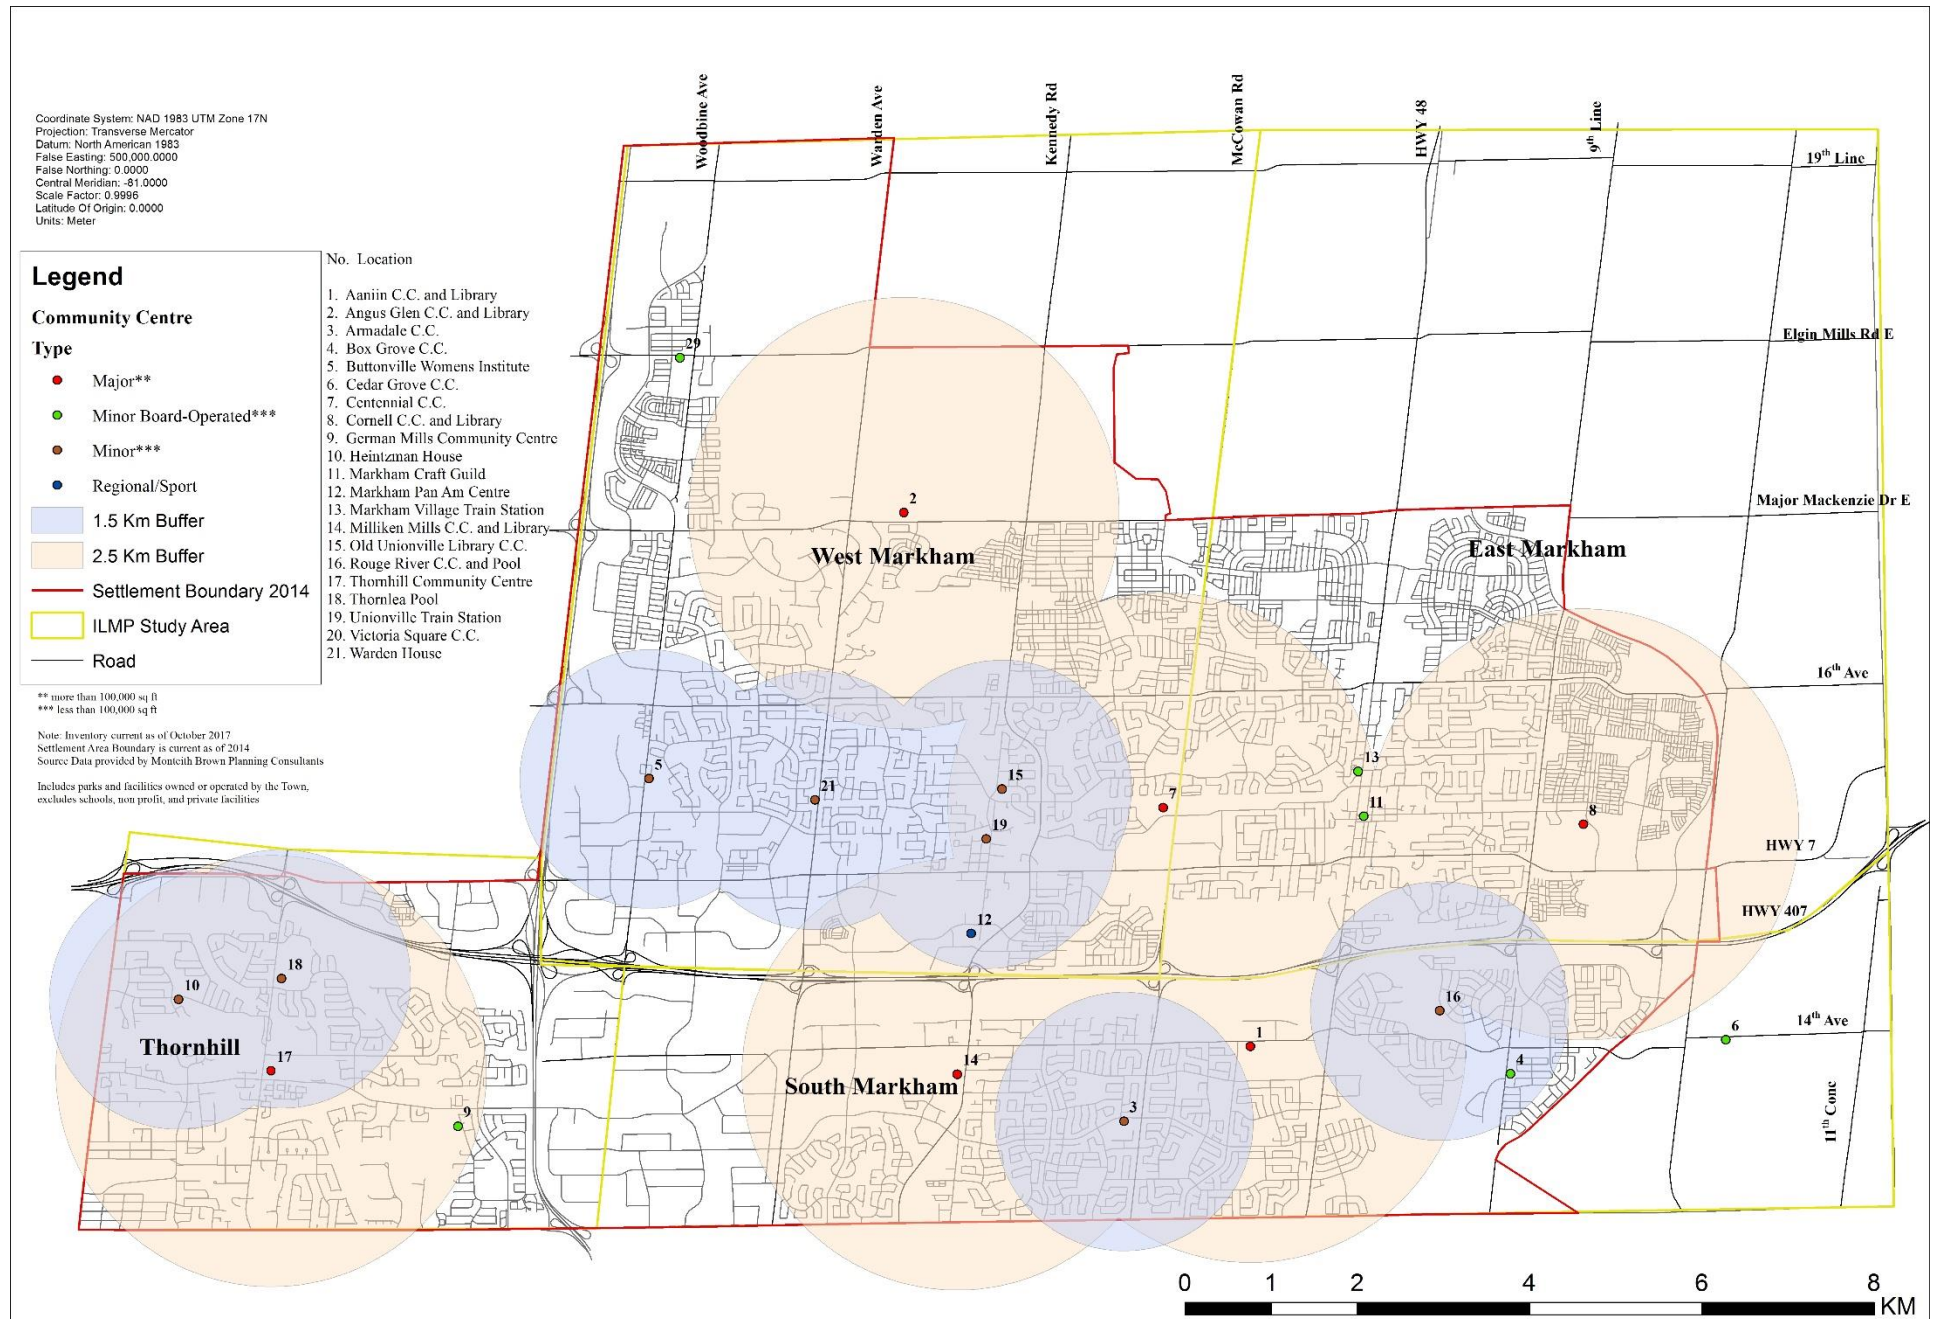 Coordinate System: NAD 1983 UTM Zone 17N
Projection: Transverse Mercator
Datum: North American 1983
False Easting: 500,000.0000
False Northing: 0.0000
Central Meridian: -81.0000
Scale Factor: 0.9996
Latitude Of Origin: 0.0000
Units: Meter
Legend
Community Centre
Type
Major**
Minor Board-Operated***
Minor***
Regional/Sport
1.5 Km Buffer
2.5 Km Buffer
Settlement Boundary 2014
ILMP Study Area
Road
** more than 100,000 sq ft
*** less than 100,000 sq ft
Note: Inventory current as of October 2017
Settlement Area Boundary is current as of 2014
Source Data provided by Monteith Brown Planning Consultants
Includes parks and facilities owned or operated by the Town,
excludes schools, non profit, and private facilities
No. Location
1. Aaniin C.C. and Library
2. Angus Glen C.C. and Library
3. Armadale C.C.
4. Box Grove C.C.
5. Buttonville Womens Institute
6. Cedar Grove C.C.
7. Centennial C.C.
8. Cornell C.C. and Library
9. German Mills Community Centre
10. Heintzman House
11. Markham Craft Guild
12. Markham Pan Am Centre
13. Markham Village Train Station
14. Milliken Mills C.C. and Library
15. Old Unionville Library C.C.
16. Rouge River C.C. and Pool
17. Thornhill Community Centre
18. Thornlea Pool
19. Unionville Train Station
20. Victoria Square C.C.
21. Warden House
Woodbine Ave
Warden Ave
Kennedy Rd
McCowan Rd
HWY 48
9th Line
19th Line
29
Elgin Mills Rd E
2
Major Mackenzie Dr E
West Markham
East Markham
16th Ave
5
21
15
19
7
13
11
8
HWY 7
12
HWY 407
18
10
Thornhill
17
9
16
1
6
14th Ave
14
South Markham
3
4
11th Conc
0 1 2 4 6 8
KM